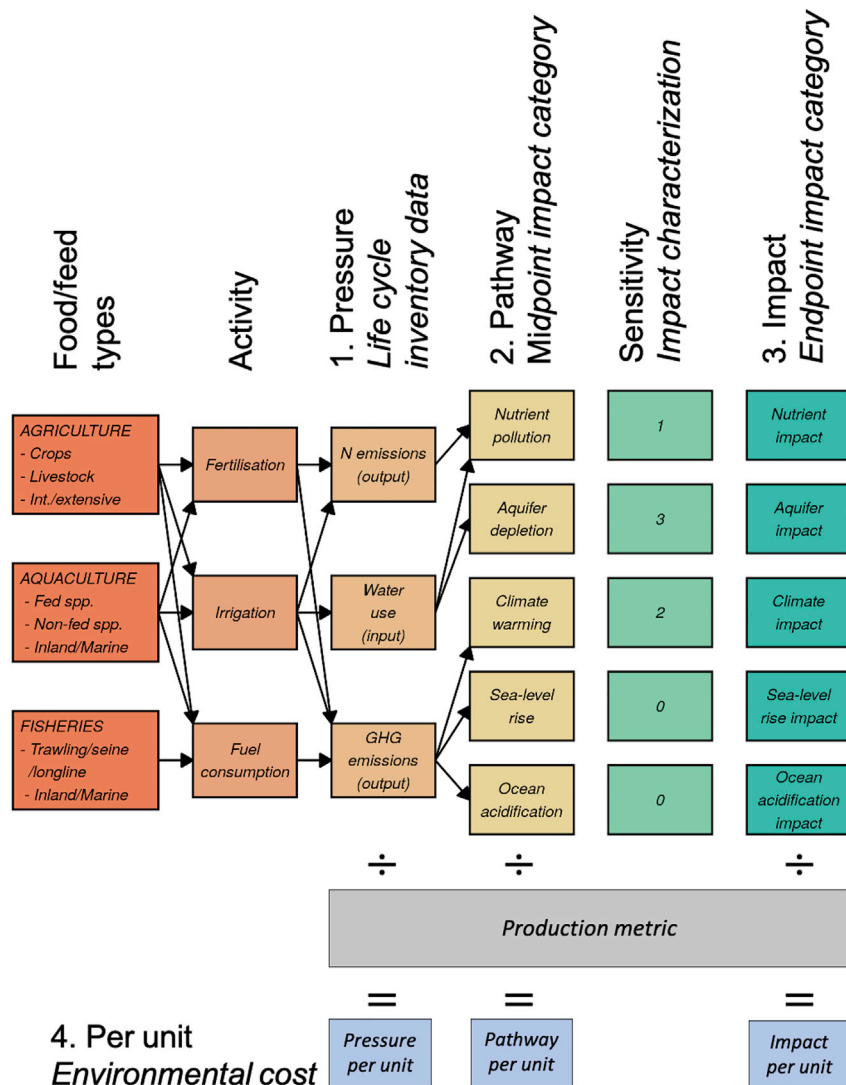 Food/feed
types
Activity
1. Pressure
Life cycle
inventory data
2. Pathway
Midpoint impact category
Sensitivity
Impact characterization
3. Impact
Endpoint impact category
AGRICULTURE
- Crops
- Livestock
- Int./extensive
Fertilisation
N emissions
(output)
Nutrient
pollution
1
Nutrient
impact
Aquifer
depletion
3
Aquifer
impact
AQUACULTURE
- Fed spp.
- Non-fed spp.
- Inland/Marine
Irrigation
Water
use
(input)
Climate
warming
2
Climate
impact
Sea-level
rise
0
Sea-level
rise impact
FISHERIES
- Trawling/seine
/longline
- Inland/Marine
Fuel
consumption
GHG
emissions
(output)
Ocean
acidification
0
Ocean
acidification
impact
÷ ÷ ÷
Production metric
= = =
4. Per unit
Environmental cost
Pressure
per unit
Pathway
per unit
Impact
per unit